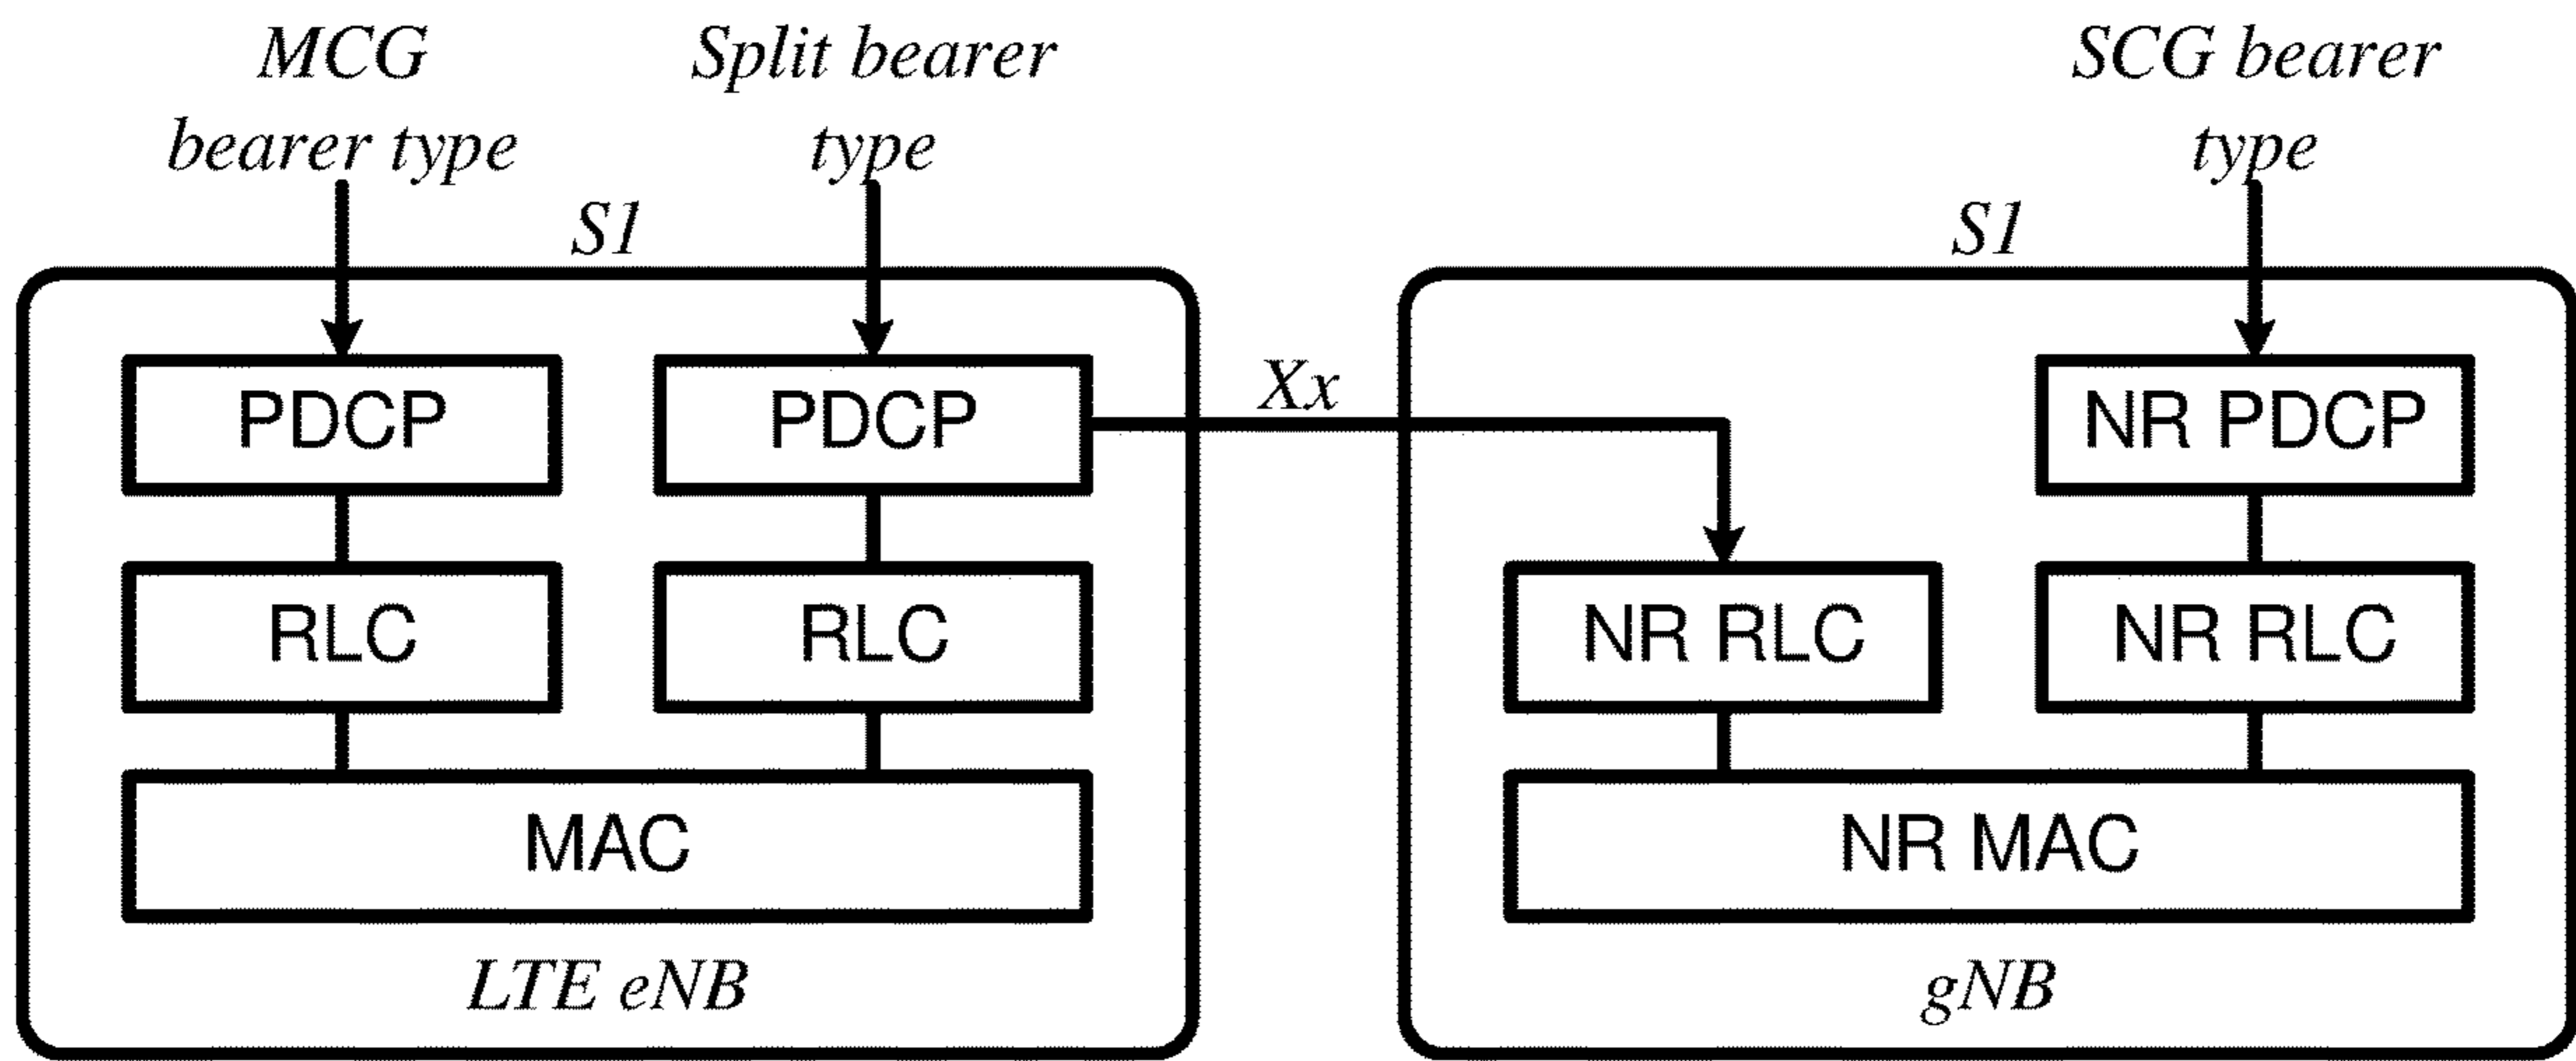 MCG
bearer type
Split bearer
type
SCG bearer
type
S1
S1
Xx
PDCP
PDCP
NR PDCP
RLC
RLC
NR RLC
NR RLC
MAC
NR MAC
LTE eNB
gNB